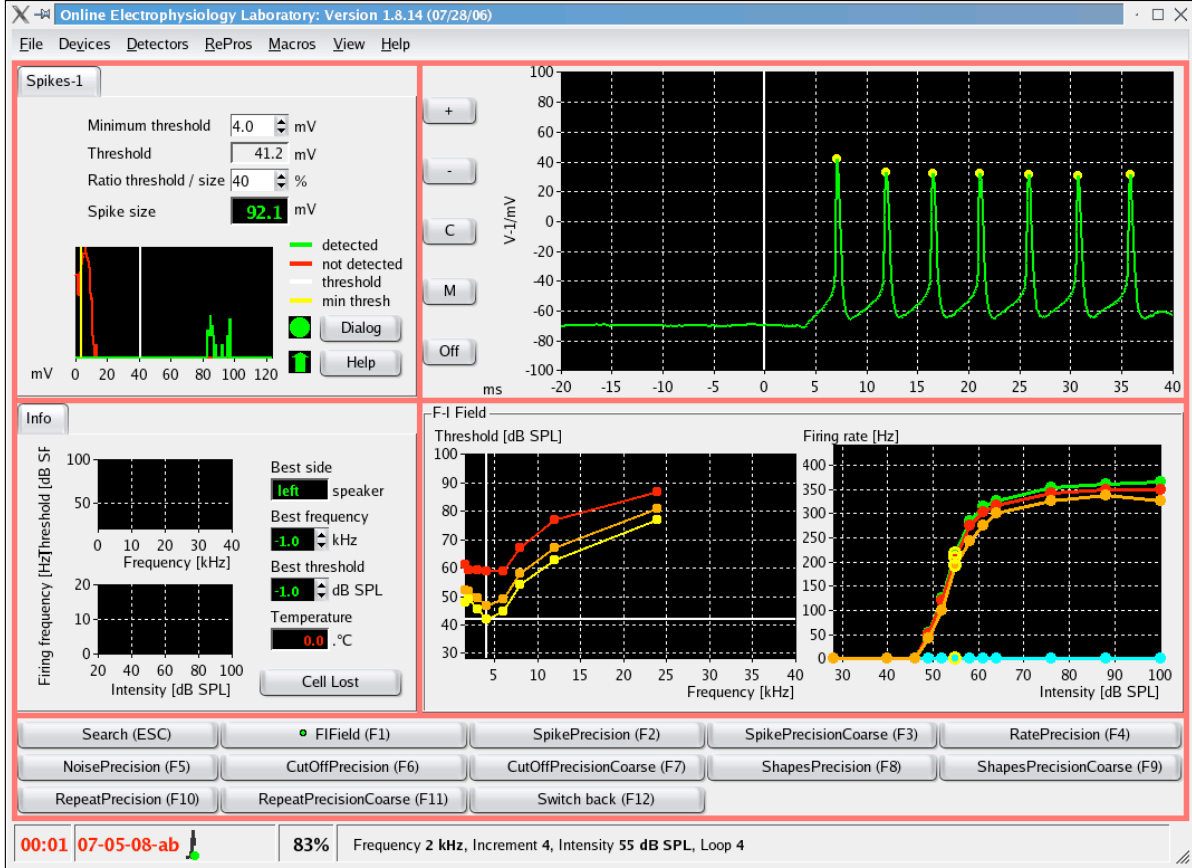 Online Electrophysiology Laboratory: Version 1.8.14 (07/28/06)
File Devices Detectors RePros Macros View Help
Spikes-1
Minimum threshold 4.0 mV
Threshold 41.2 mV
Ratio threshold / size 40 %
Spike size 92.1 mV
detected
not detected
threshold
min thresh
Dialog
Help
mV 0 20 40 60 80 100 120
+
-
C
M
Off
V-1/mV
100
80
60
40
20
0
-20
-40
-60
-80
-100
ms -20 -15 -10 -5 0 5 10 15 20 25 30 35 40
Info
Threshold [dB SF
100
50
0 10 20 30 40
Frequency [kHz]
Firing frequency [Hz]
20
10
0
20 40 60 80 100
Intensity [dB SPL]
Best side
left speaker
Best frequency
-1.0 kHz
Best threshold
-1.0 dB SPL
Temperature
0.0 .°C
Cell Lost
F-I Field
Threshold [dB SPL]
100
90
80
70
60
50
40
30
5 10 15 20 25 30 35 40
Frequency [kHz]
Firing rate [Hz]
400
350
300
250
200
150
100
50
0
30 40 50 60 70 80 90 100
Intensity [dB SPL]
Search (ESC) FIField (F1) SpikePrecision (F2) SpikePrecisionCoarse (F3) RatePrecision (F4)
NoisePrecision (F5) CutOffPrecision (F6) CutOffPrecisionCoarse (F7) ShapesPrecision (F8) ShapesPrecisionCoarse (F9)
RepeatPrecision (F10) RepeatPrecisionCoarse (F11) Switch back (F12)
00:01 07-05-08-ab 83% Frequency 2 kHz, Increment 4, Intensity 55 dB SPL, Loop 4